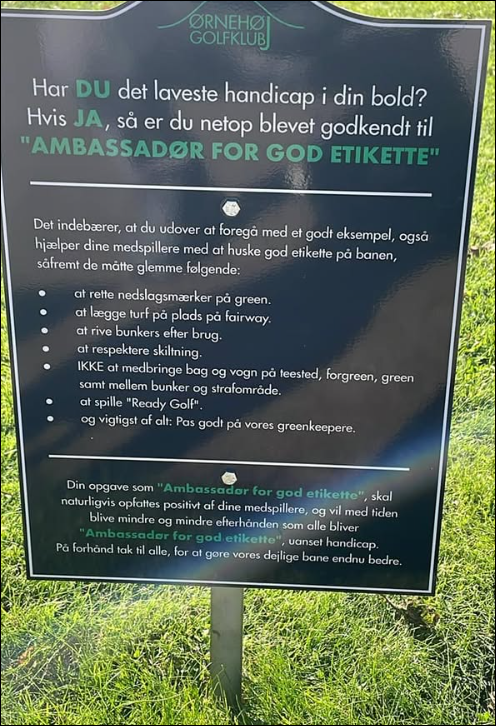 ØRNEHØJ
GOLFKLUB
Har DU det laveste handicap i din bold?
Hvis JA, så er du netop blevet godkendt til
"AMBASSADØR FOR GOD ETIKETTE"
Det indebærer, at du udover at foregå med et godt eksempel, også
hjælper dine medspillere med at huske god etikette på banen,
såfremt de måtte glemme følgende:
• at rette nedslagsmærker på green.
• at lægge turf på plads på fairway.
• at rive bunkers efter brug.
• at respektere skiltning.
• IKKE at medbringe bag og vogn på teested, forgreen, green
samt mellem bunker og strafområde.
• at spille "Ready Golf".
• og vigtigst af alt: Pas godt på vores greenkeepere.
Din opgave som "Ambassadør for god etikette", skal
naturligvis opfattes positivt af dine medspillere, og vil med tiden
blive mindre og mindre efterhånden som alle bliver
"Ambassadør for god etikette", uanset handicap.
På forhånd tak til alle, for at gøre vores dejlige bane endnu bedre.